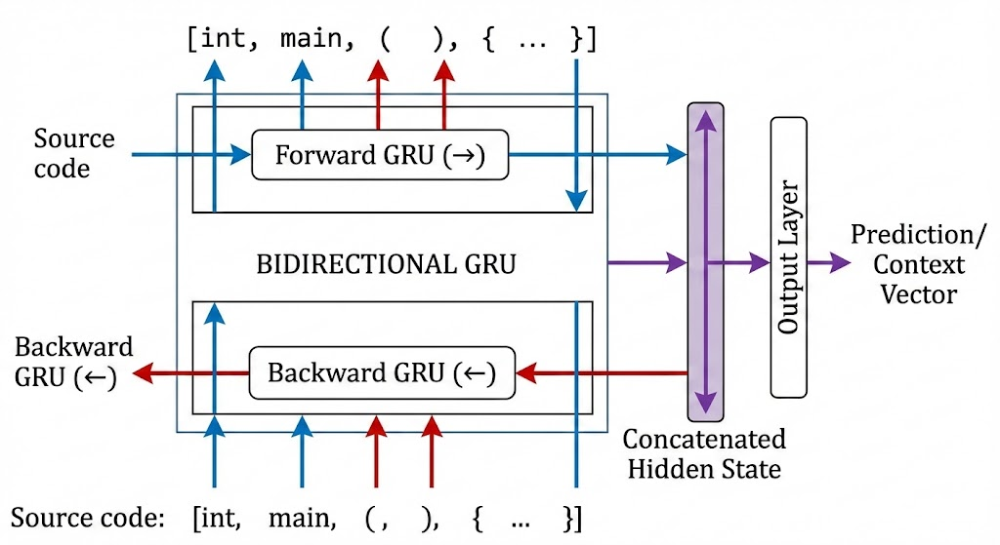 [int, main, ( ), { … }]
Source
code
Forward GRU (→)
BIDIRECTIONAL GRU
Backward
GRU (←)
Backward GRU (←)
Concatenated
Hidden State
Output Layer
Prediction/
Context
Vector
Source code: [int, main, (, ), { … }]